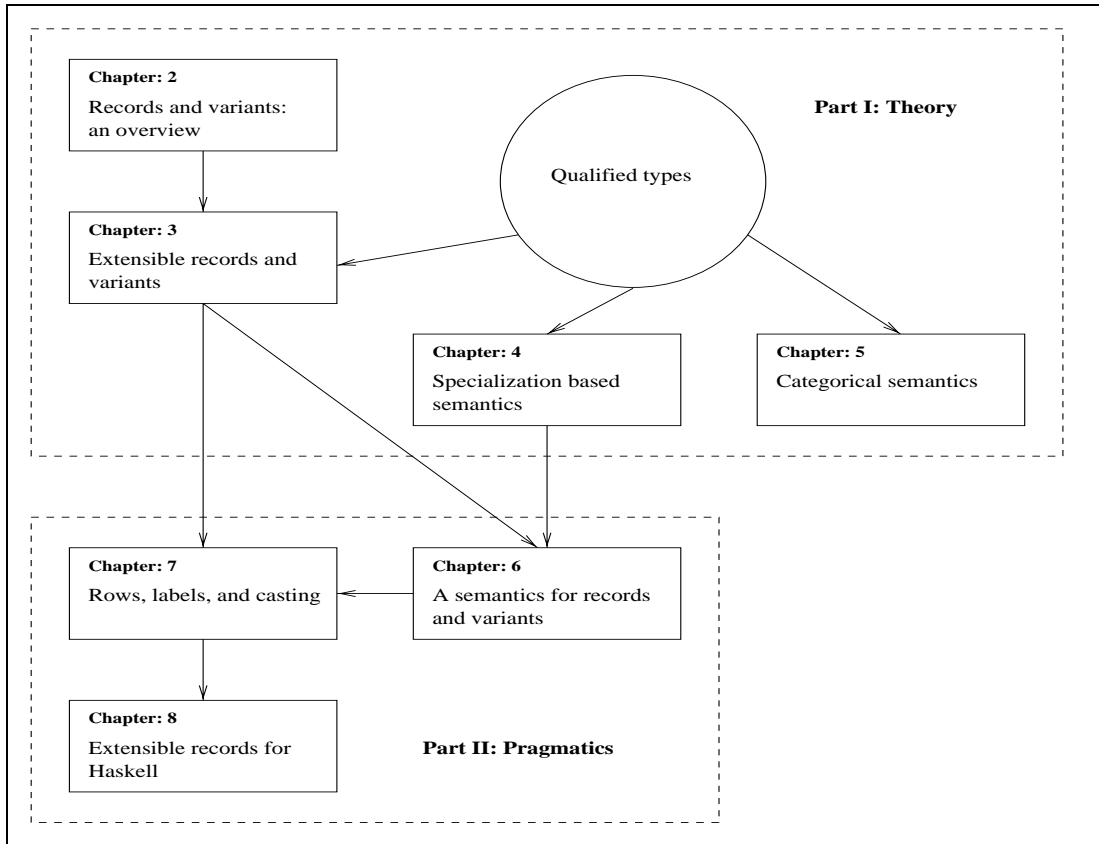 Chapter: 2
Records and variants:
an overview
Part I: Theory
Qualified types
Chapter: 3
Extensible records and
variants
Chapter: 4
Specialization based
semantics
Chapter: 5
Categorical semantics
Chapter: 7
Rows, labels, and casting
Chapter: 6
A semantics for records
and variants
Chapter: 8
Extensible records for
Haskell
Part II: Pragmatics